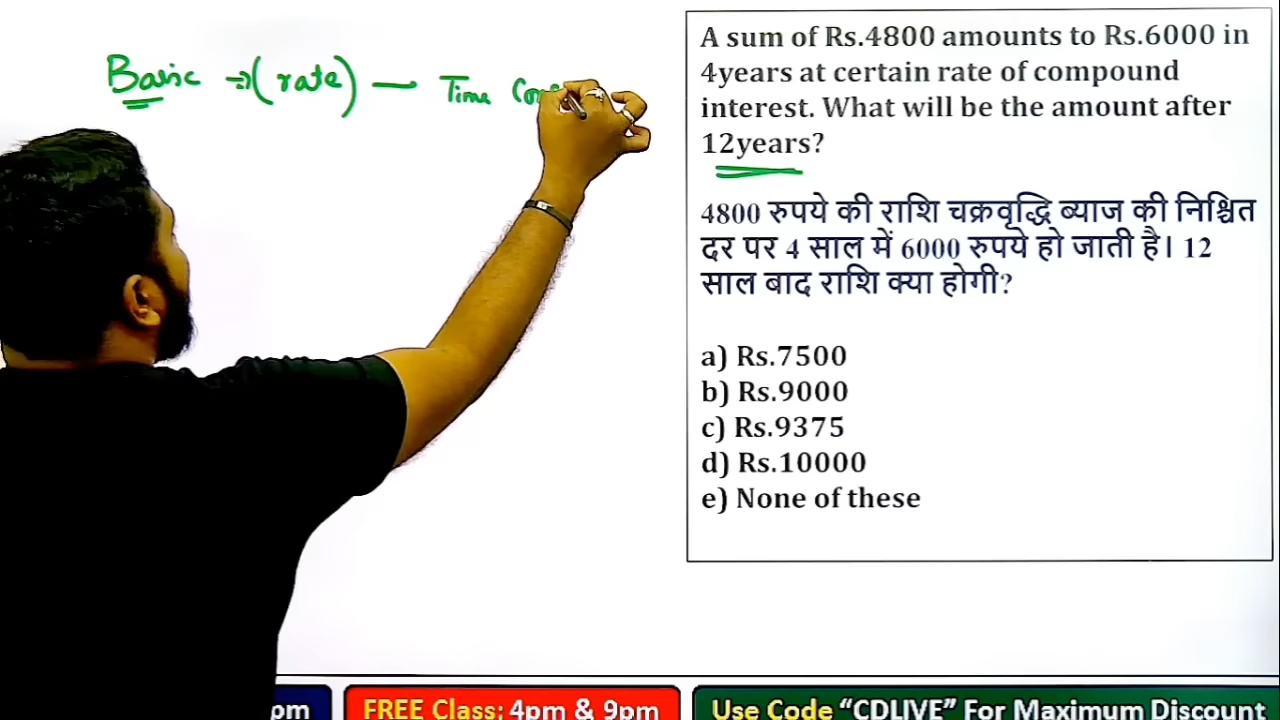 Basic ⇒ (rate) — Time
A sum of Rs.4800 amounts to Rs.6000 in
4years at certain rate of compound
interest. What will be the amount after
12years?
4800 रुपये की राशि चक्रवृद्धि ब्याज की निश्चित
दर पर 4 साल में 6000 रुपये हो जाती है। 12
साल बाद राशि क्या होगी?
a) Rs.7500
b) Rs.9000
c) Rs.9375
d) Rs.10000
e) None of these
pm
FREE Class: 4pm & 9pm
Use Code “CDLIVE” For Maximum Discount